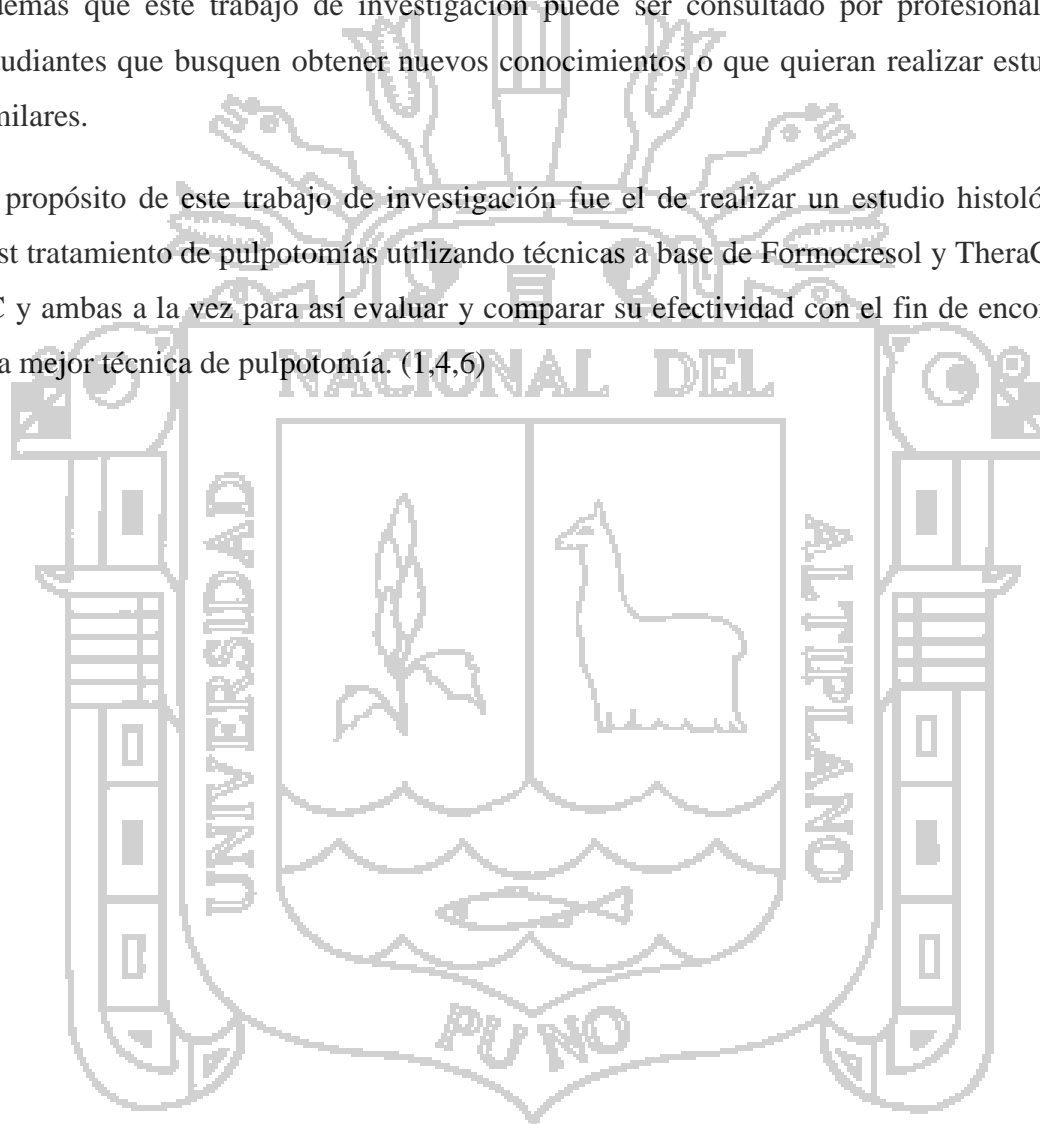 demás que este trabajo de investigación puede ser consultado por profesional
tudiantes que busquen obtener nuevos conocimientos o que quieran realizar estu
milares.
propósito de este trabajo de investigación fue el de realizar un estudio histoló
st tratamiento de pulpotomías utilizando técnicas a base de Formocresol y TheraC
C y ambas a la vez para así evaluar y comparar su efectividad con el fin de encon
a mejor técnica de pulpotomía. (1,4,6)
NACIONAL DEL
UNIVERSIDAD
ALTIPLANO
PUNO